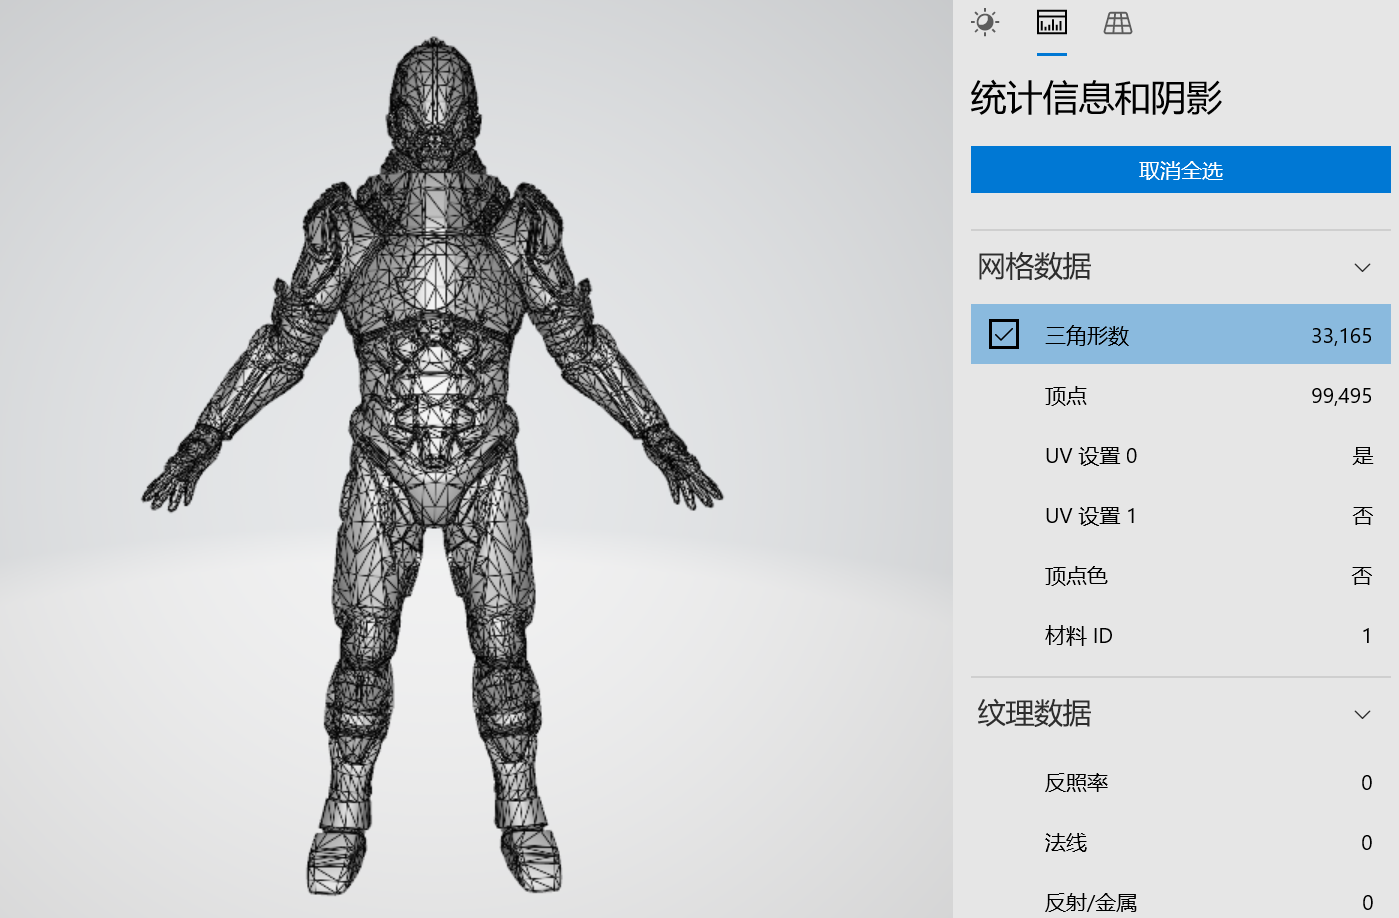 统计信息和阴影
取消全选
网格数据
三角形数 33,165
顶点 99,495
UV 设置 0 是
UV 设置 1 否
顶点色 否
材料 ID 1
纹理数据
反照率 0
法线 0
反射/金属 0